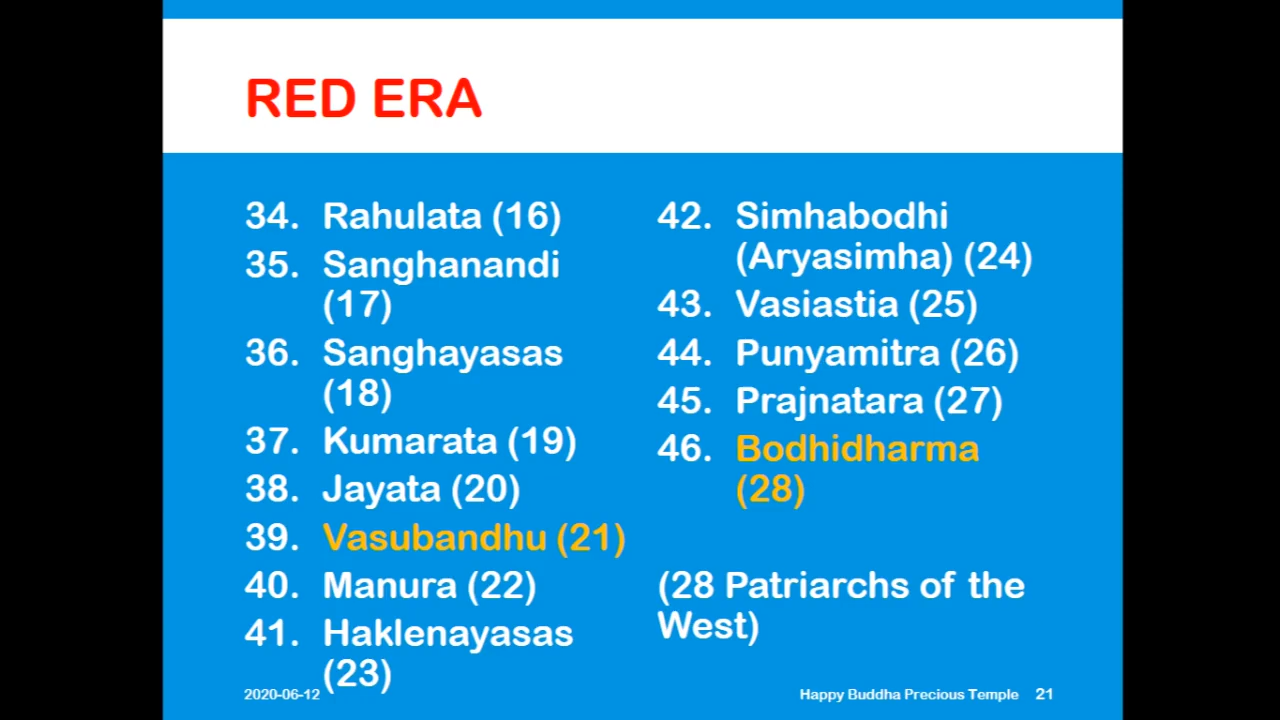 RED ERA
34. Rahulata (16)
35. Sanghanandi
(17)
36. Sanghayasas
(18)
37. Kumarata (19)
38. Jayata (20)
39. Vasubandhu (21)
40. Manura (22)
41. Haklenayasas
(23)
42. Simhabodhi
(Aryasimha) (24)
43. Vasiastia (25)
44. Punyamitra (26)
45. Prajnatara (27)
46. Bodhidharma
(28)
(28 Patriarchs of the
West)
2020-06-12
Happy Buddha Precious Temple 21